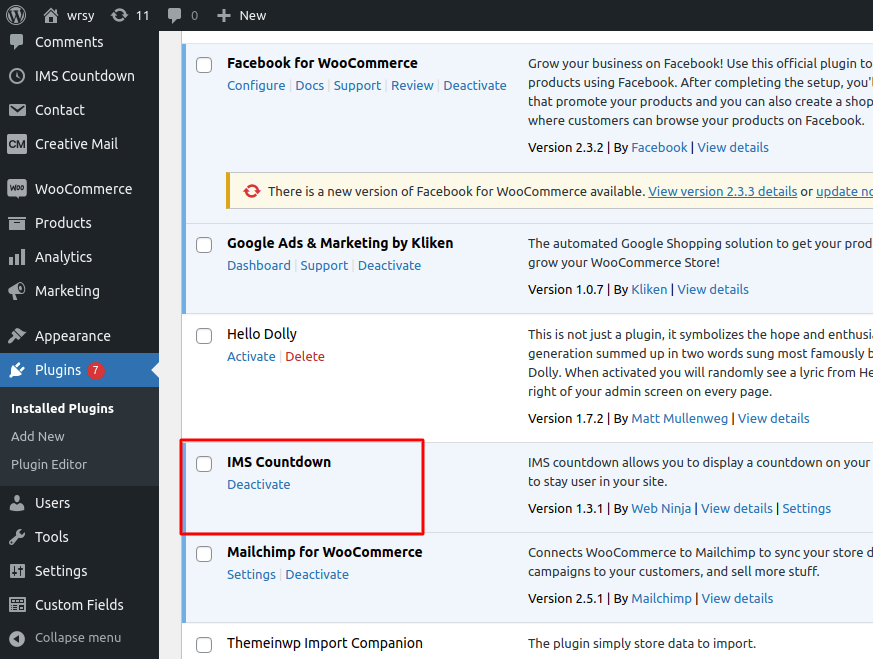 wrsy 11 0 + New
Comments
IMS Countdown
Contact
CM Creative Mail
WOO WooCommerce
Products
Analytics
Marketing
Appearance
Plugins 7
Installed Plugins
Add New
Plugin Editor
Users
Tools
Settings
Custom Fields
Collapse menu
Facebook for WooCommerce
Configure | Docs | Support | Review | Deactivate
Grow your business on Facebook! Use this official plugin to
products using Facebook. After completing the setup, you'l
that promote your products and you can also create a shop
where customers can browse your products on Facebook.
Version 2.3.2 | By Facebook | View details
There is a new version of Facebook for WooCommerce available. View version 2.3.3 details or update no
Google Ads & Marketing by Kliken
Dashboard | Support | Deactivate
The automated Google Shopping solution to get your prod
grow your WooCommerce Store!
Version 1.0.7 | By Kliken | View details
Hello Dolly
Activate | Delete
This is not just a plugin, it symbolizes the hope and enthusia
generation summed up in two words sung most famously b
Dolly. When activated you will randomly see a lyric from He
right of your admin screen on every page.
Version 1.7.2 | By Matt Mullenweg | View details
IMS Countdown
Deactivate
IMS countdown allows you to display a countdown on your
to stay user in your site.
Version 1.3.1 | By Web Ninja | View details | Settings
Mailchimp for WooCommerce
Settings | Deactivate
Connects WooCommerce to Mailchimp to sync your store d
campaigns to your customers, and sell more stuff.
Version 2.5.1 | By Mailchimp | View details
Themeinwp Import Companion
The plugin simply store data to import.